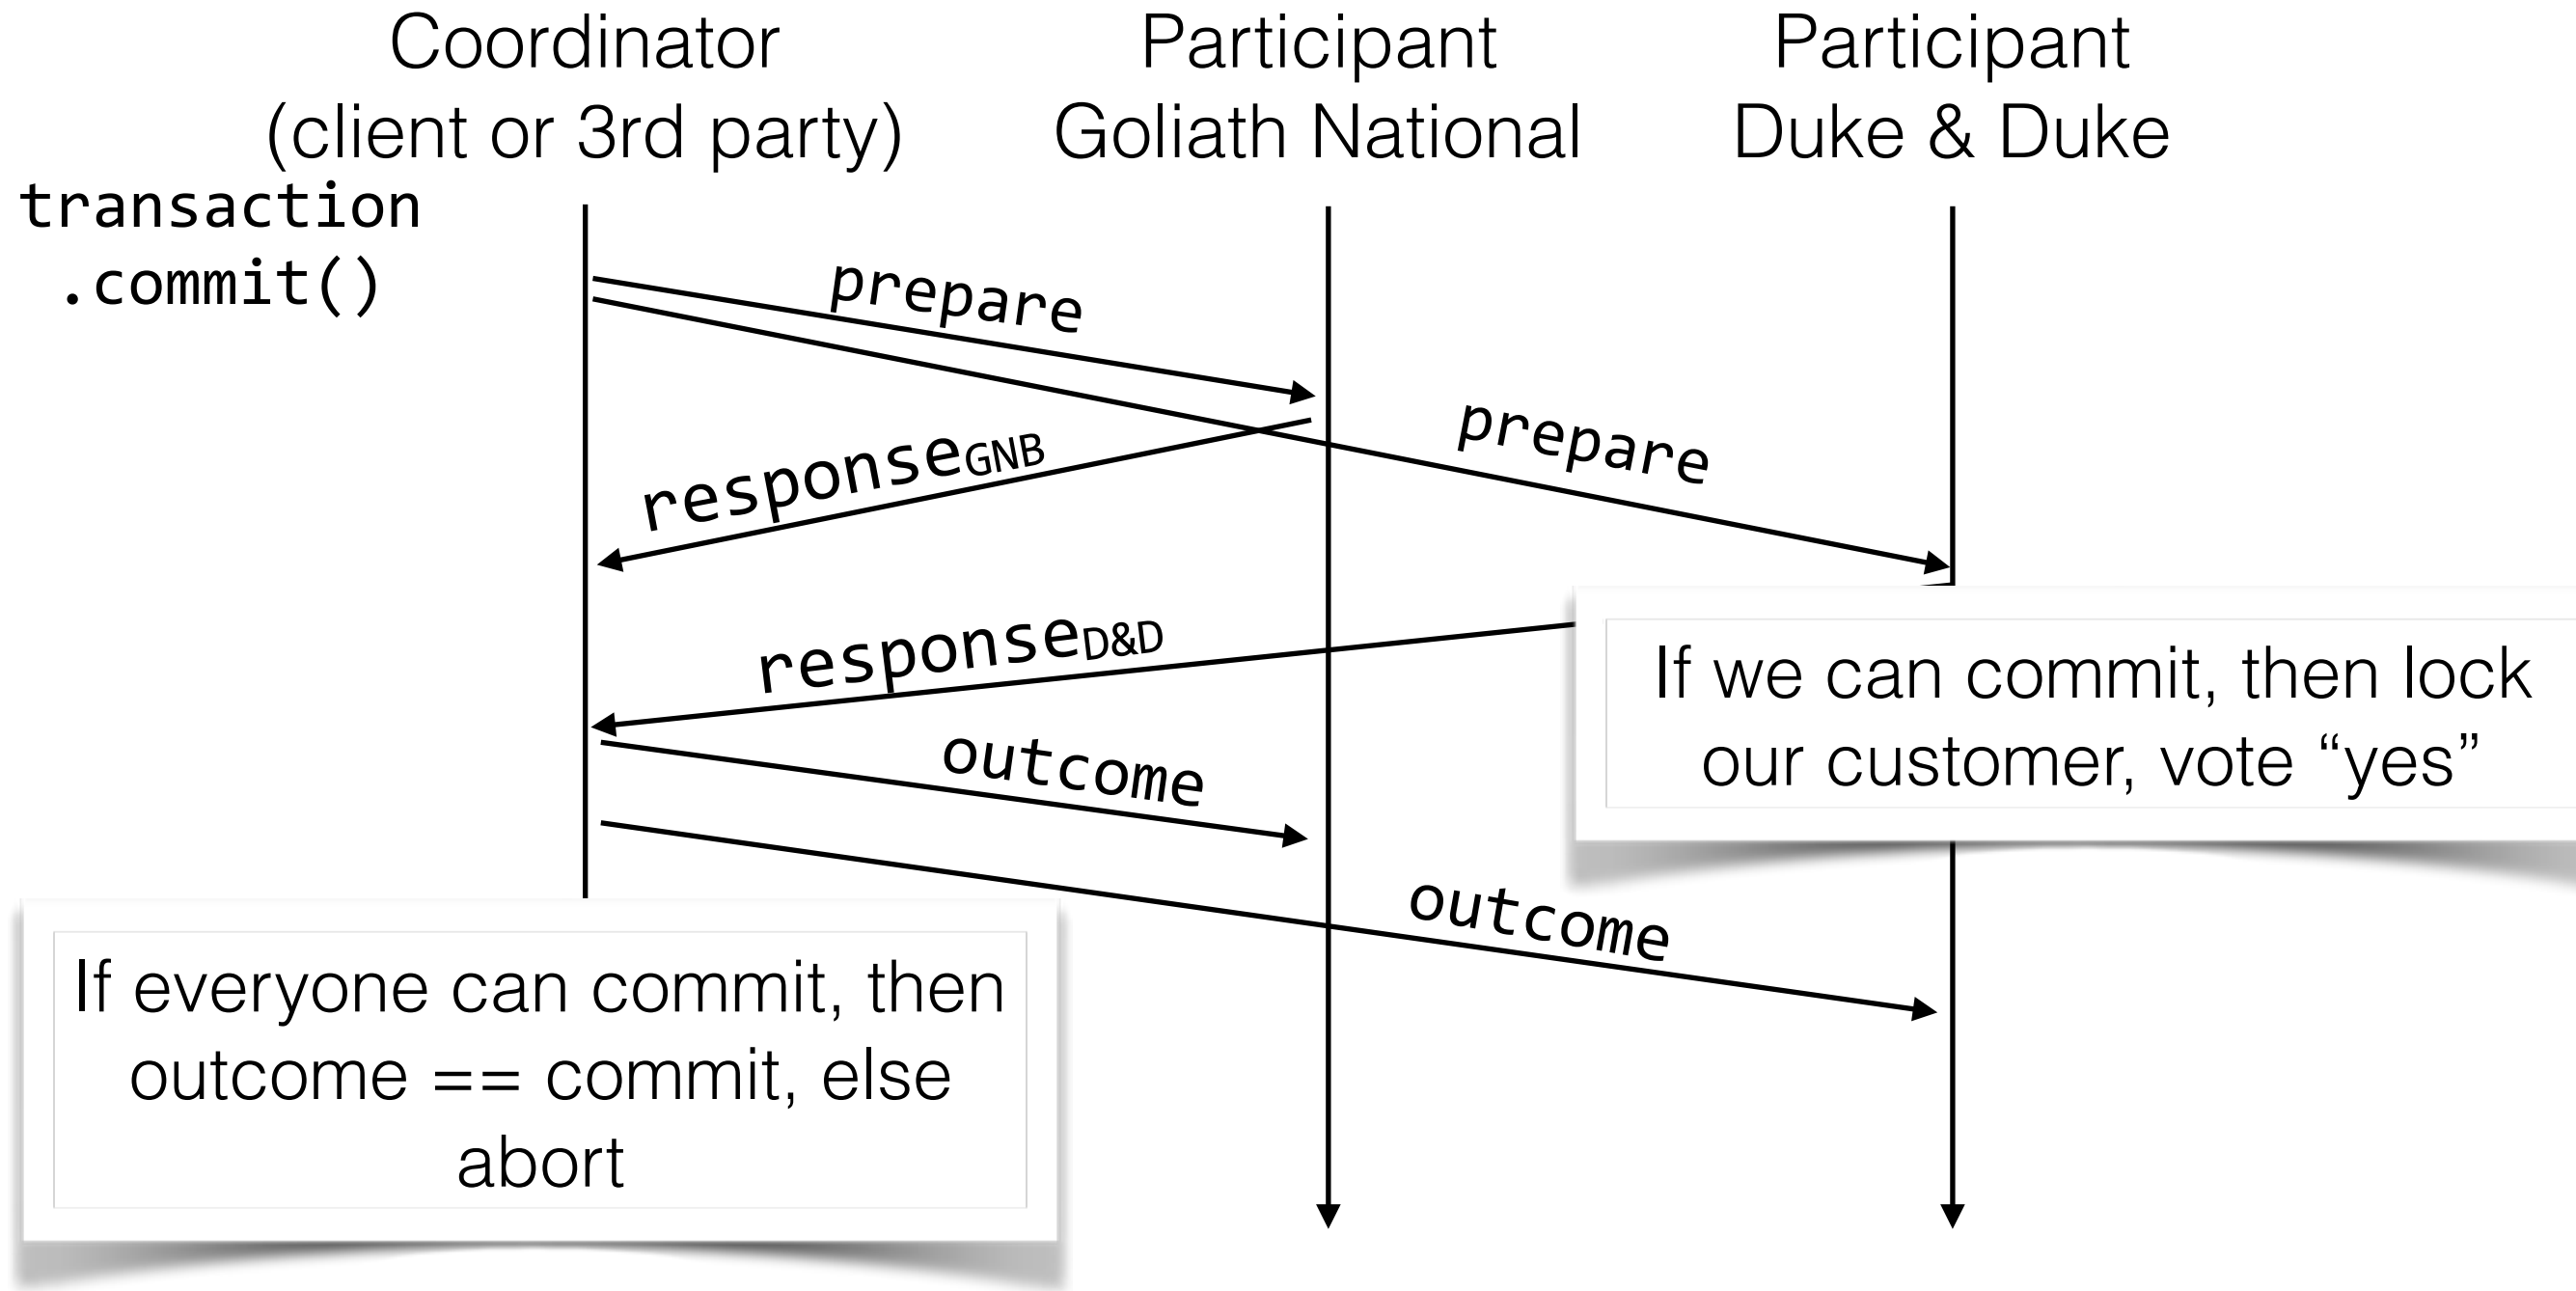 Coordinator
(client or 3rd party)
Participant
Goliath National
Participant
Duke & Duke
transaction
.commit()
prepare
prepare
responseGNB
responseD&D
If we can commit, then lock
our customer, vote “yes”
outcome
outcome
If everyone can commit, then
outcome == commit, else
abort